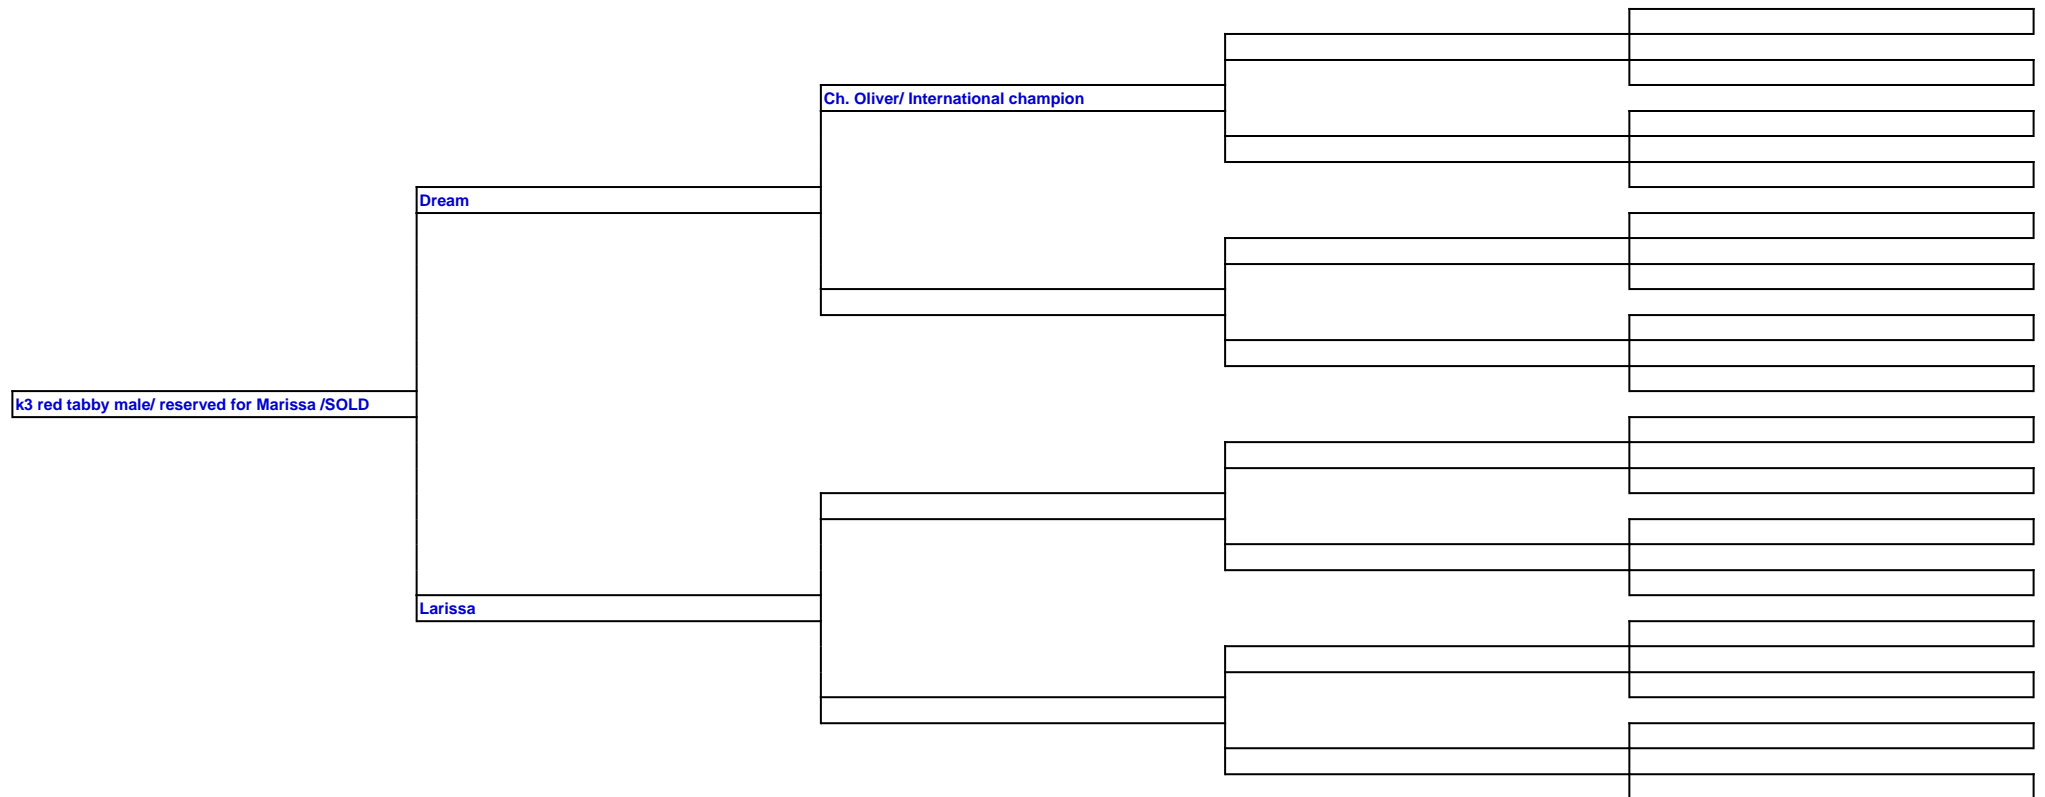 Ch. Oliver/ International champion
Dream
k3 red tabby male/ reserved for Marissa /SOLD
Larissa